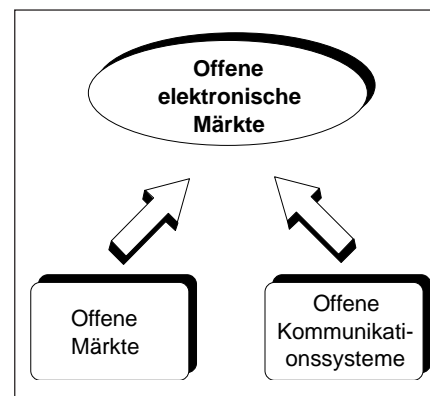 Offene
elektronische
Märkte
Offene
Märkte
Offene
Kommunikati-
onssysteme